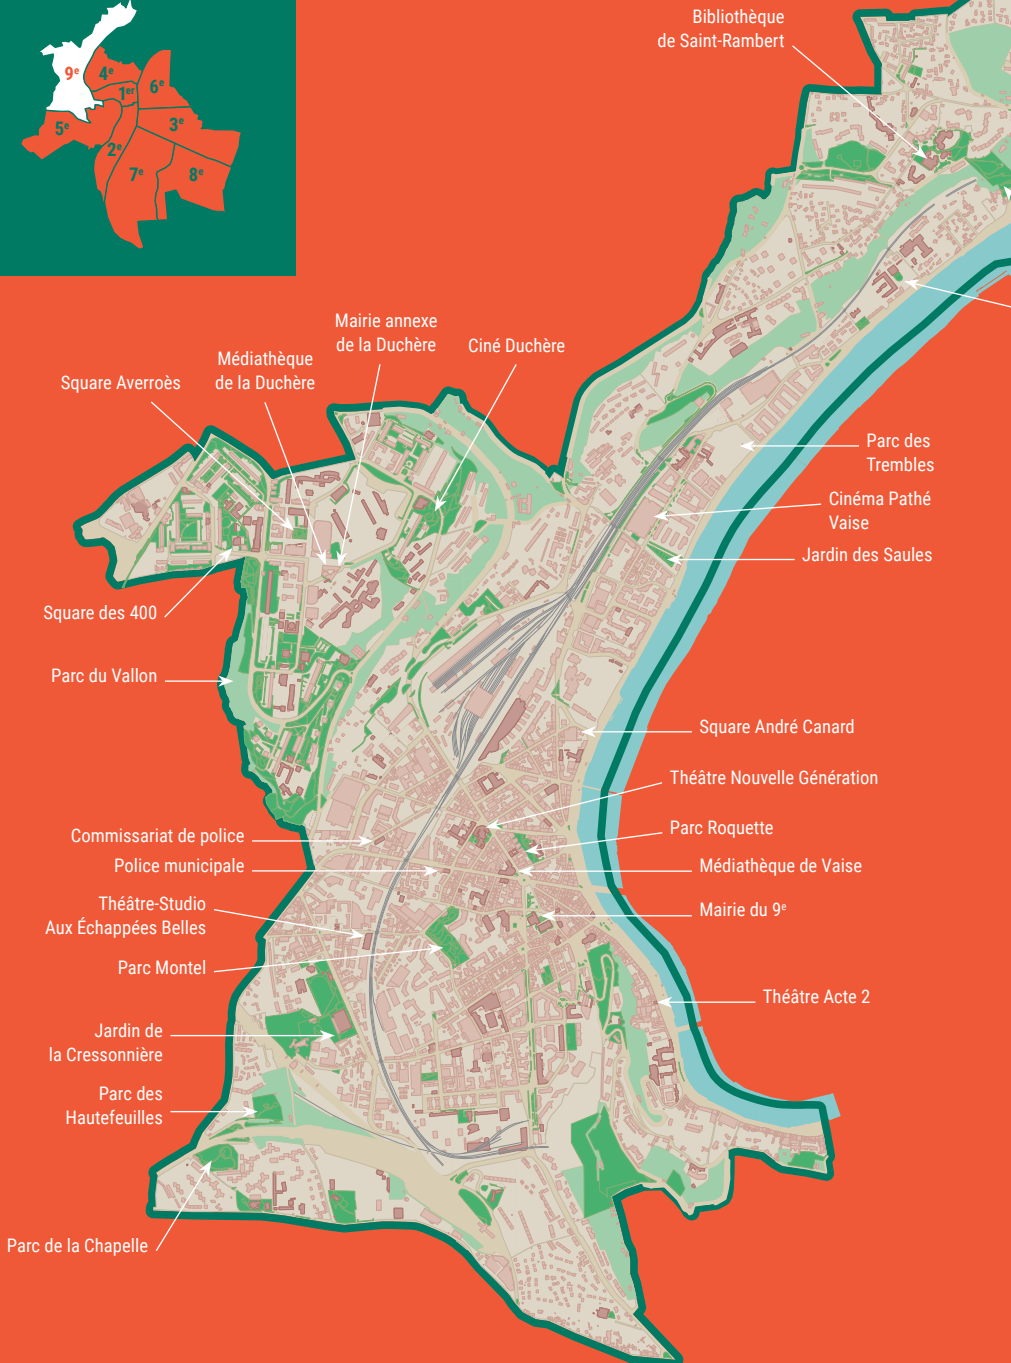 9e
4e
1er
6e
5e
3e
2e
7e
8e
Bibliothèque
de Saint-Rambert
Mairie annexe
de la Duchère
Ciné Duchère
Médiathèque
de la Duchère
Square Averroès
Parc des
Trembles
Cinéma Pathé
Vaise
Jardin des Saules
Square des 400
Parc du Vallon
Square André Canard
Théâtre Nouvelle Génération
Parc Roquette
Commissariat de police
Police municipale
Médiathèque de Vaise
Théâtre-Studio
Aux Échappées Belles
Mairie du 9e
Parc Montel
Théâtre Acte 2
Jardin de
la Cressonnière
Parc des
Hautefeuilles
Parc de la Chapelle